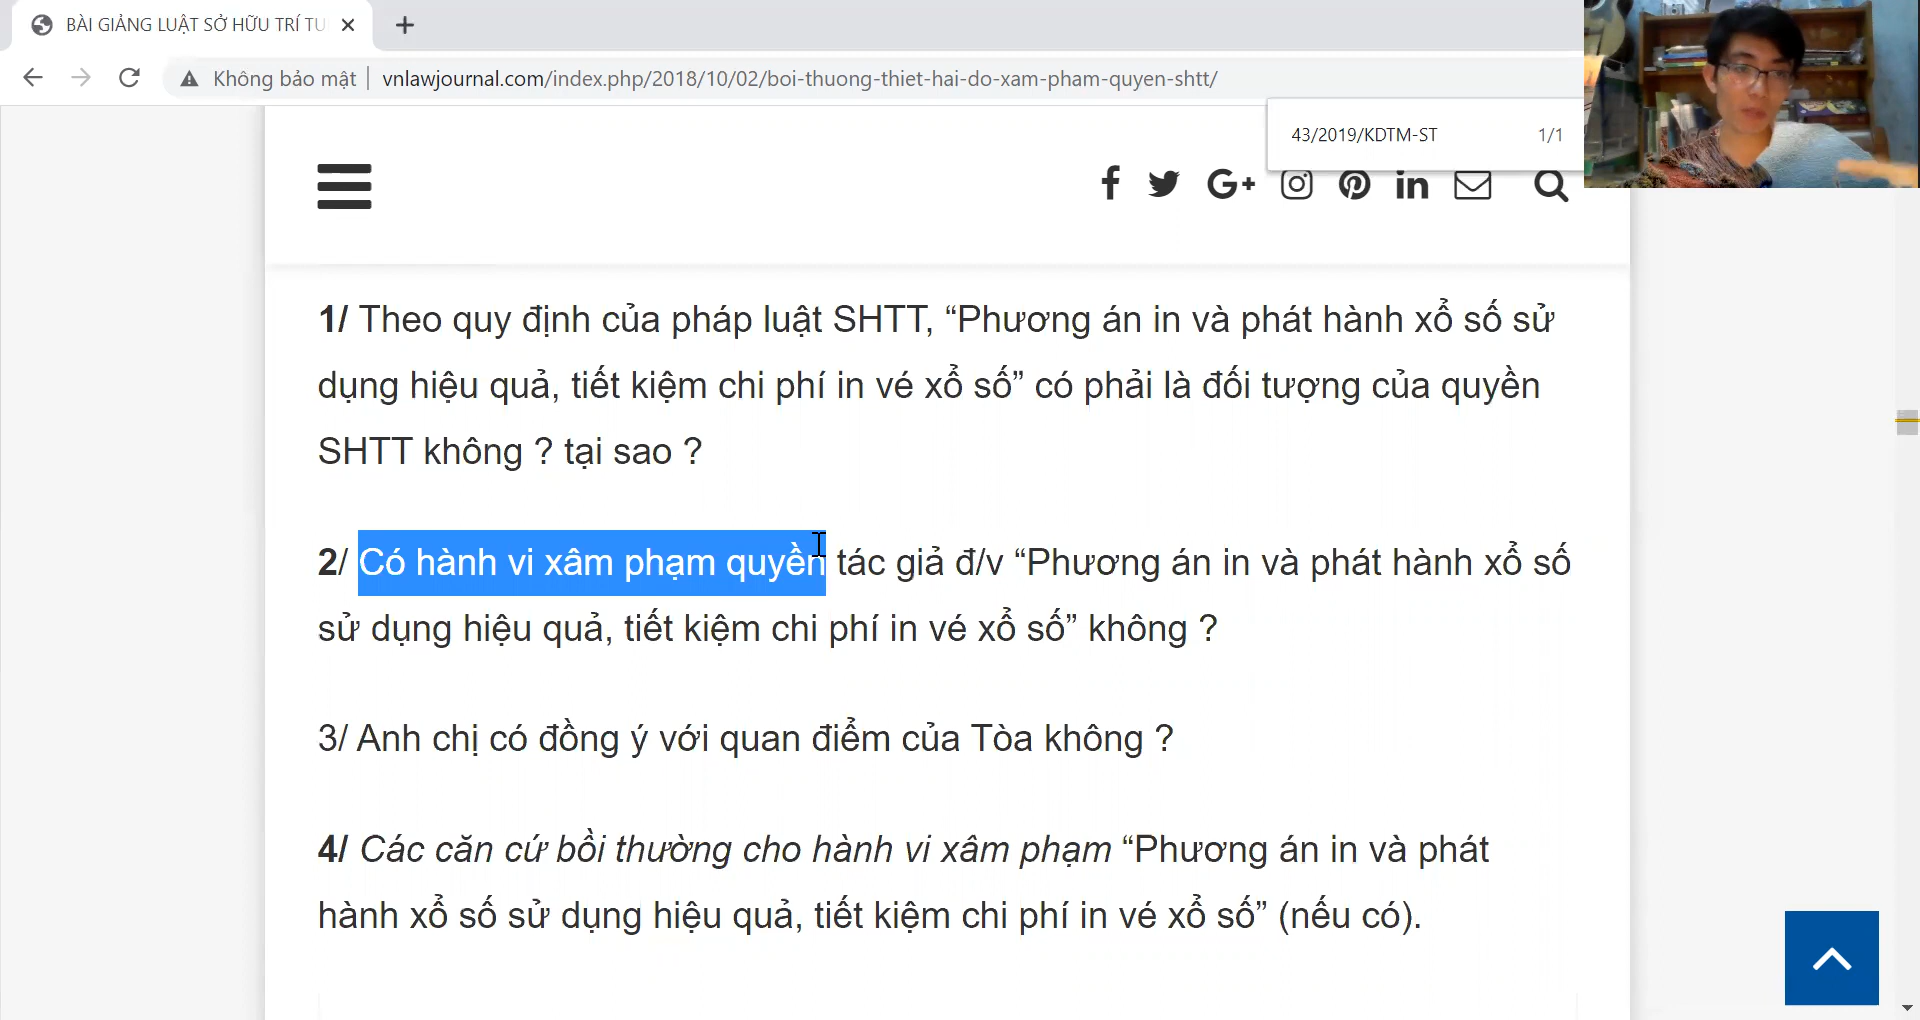 BÀI GIẢNG LUẬT SỞ HỮU TRÍ TU
Không bảo mật
vnlawjournal.com/index.php/2018/10/02/boi-thuong-thiet-hai-do-xam-pham-quyen-shtt/
43/2019/KDTM-ST 1/1
1/ Theo quy định của pháp luật SHTT, “Phương án in và phát hành xổ số sử
dụng hiệu quả, tiết kiệm chi phí in vé xổ số” có phải là đối tượng của quyền
SHTT không ? tại sao ?
2/ Có hành vi xâm phạm quyền tác giả đ/v “Phương án in và phát hành xổ số
sử dụng hiệu quả, tiết kiệm chi phí in vé xổ số” không ?
3/ Anh chị có đồng ý với quan điểm của Tòa không ?
4/ Các căn cứ bồi thường cho hành vi xâm phạm “Phương án in và phát
hành xổ số sử dụng hiệu quả, tiết kiệm chi phí in vé xổ số” (nếu có).